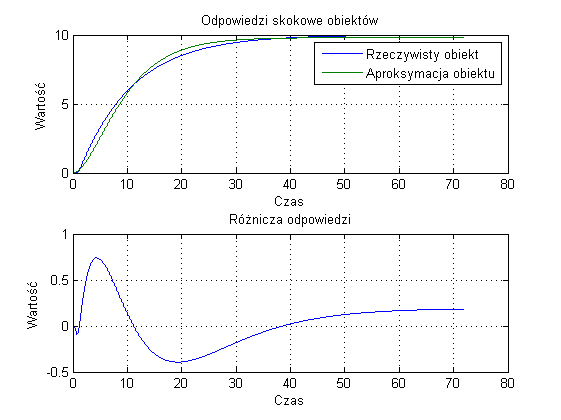 Odpowiedzi skokowe obiektów
10
5
0
Wartość
Rzeczywisty obiekt
Aproksymacja obiektu
0 10 20 30 40 50 60 70 80
Czas
Różnicza odpowiedzi
1
0.5
0
-0.5
Wartość
0 10 20 30 40 50 60 70 80
Czas